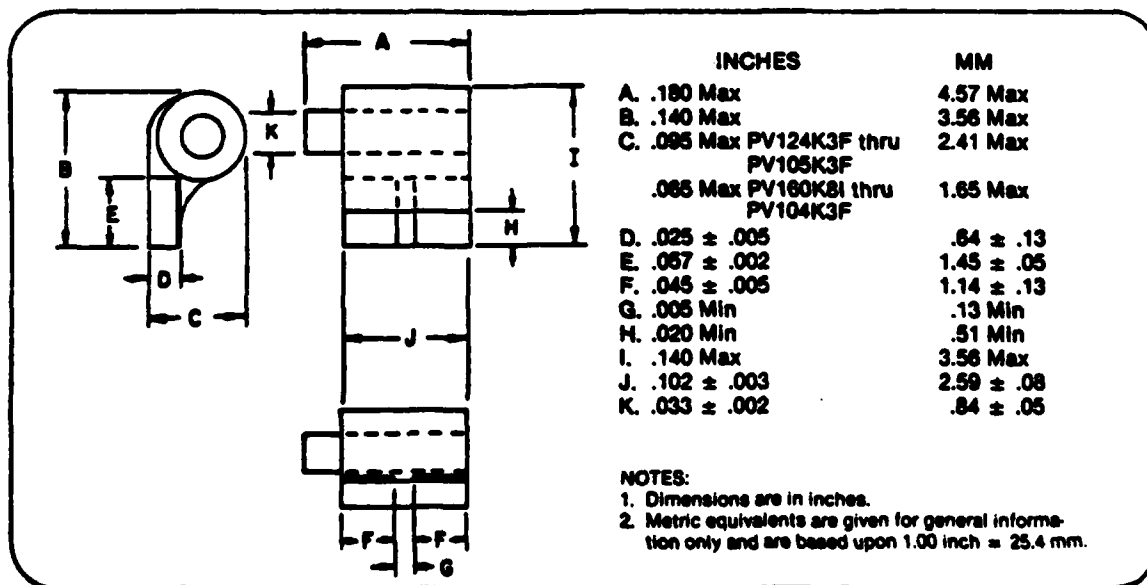 A
B
E
D
C
K
I
H
J
F
F
G
INCHES MM
A. .180 Max 4.57 Max
B. .140 Max 3.56 Max
C. .095 Max PV124K3F thru 2.41 Max
PV105K3F
.065 Max PV160K8I thru 1.65 Max
PV104K3F
D. .025 ± .005 .64 ± .13
E. .057 ± .002 1.45 ± .05
F. .045 ± .005 1.14 ± .13
G. .005 Min .13 Min
H. .020 Min .51 Min
I. .140 Max 3.56 Max
J. .102 ± .003 2.59 ± .08
K. .033 ± .002 .84 ± .05
NOTES:
1. Dimensions are in inches.
2. Metric equivalents are given for general informa-
tion only and are based upon 1.00 inch = 25.4 mm.